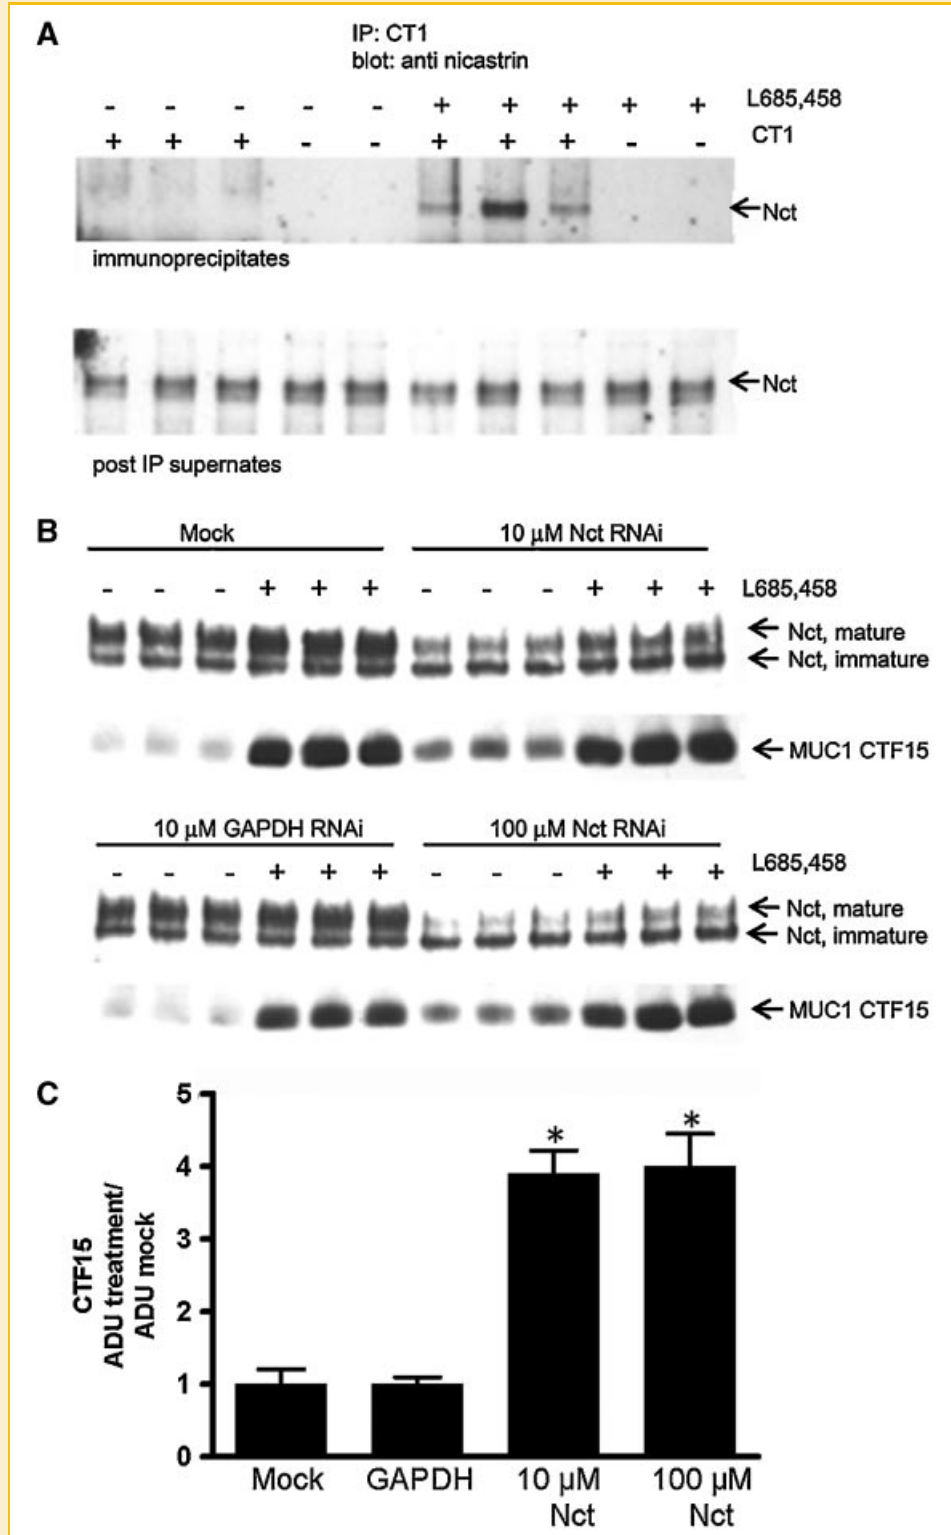 A
IP: CT1
blot: anti nicastrin
- - - - - + + + + + L685,458
+ + + - - + + + - - CT1
←Nct
immunoprecipitates
←Nct
post IP supernates
B
Mock 10 µM Nct RNAi
- - - + + + - - - + + + L685,458
← Nct, mature
← Nct, immature
← MUC1 CTF15
10 µM GAPDH RNAi 100 µM Nct RNAi
- - - + + + - - - + + + L685,458
← Nct, mature
← Nct, immature
← MUC1 CTF15
C
CTF15
ADU treatment/
ADU mock
5
4
3
2
1
0
* *
Mock GAPDH 10 µM Nct 100 µM Nct